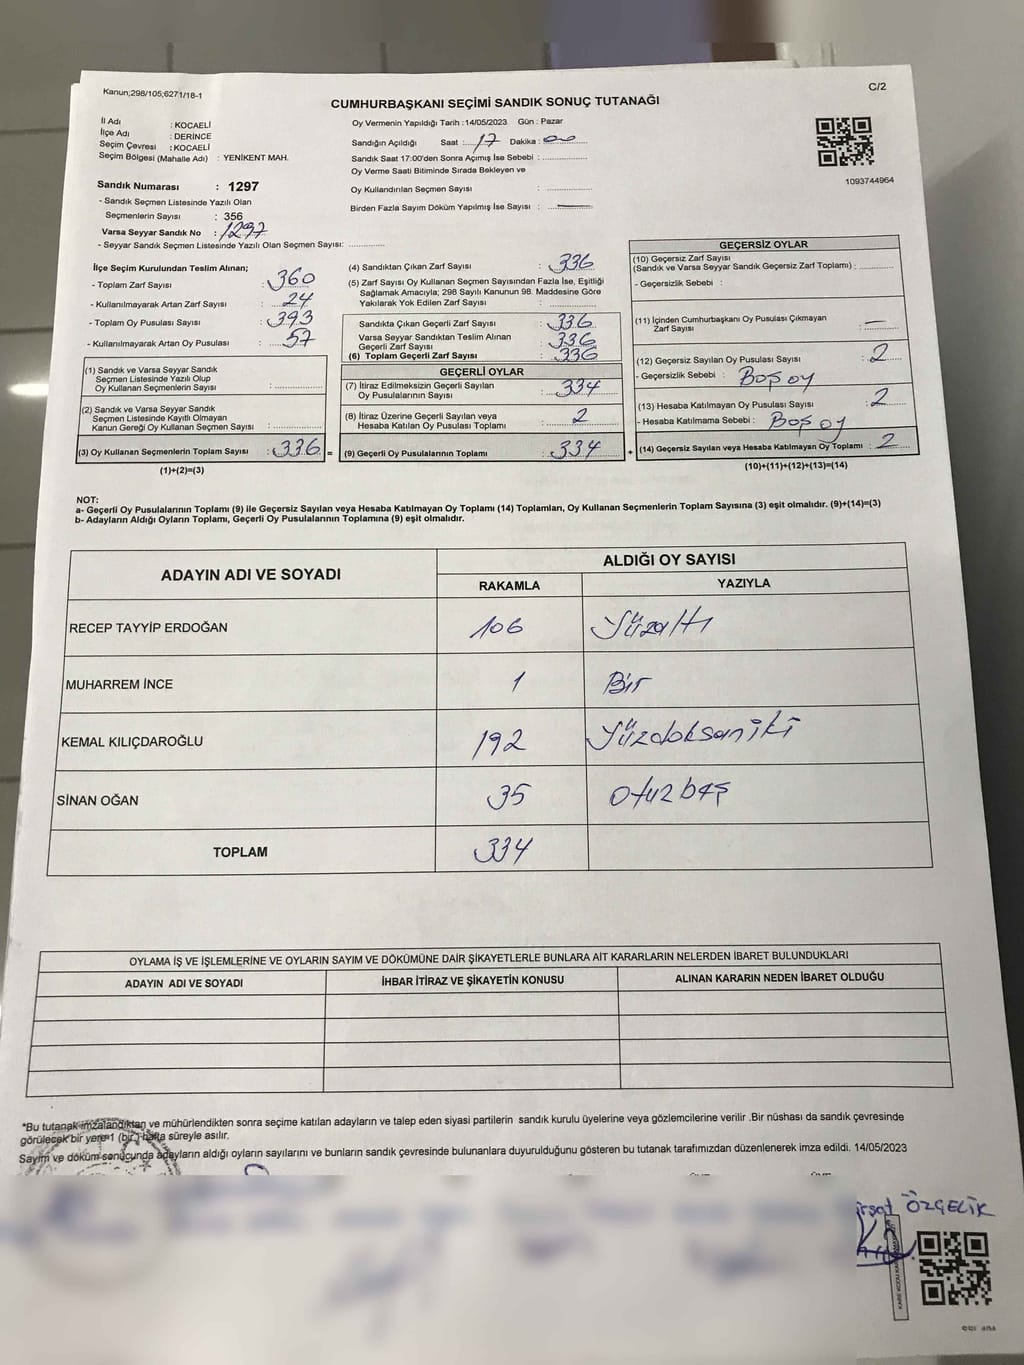 Kanun;298/105;6271/18-1
C/2
CUMHURBAŞKANI SEÇİMİ SANDIK SONUÇ TUTANAĞI
İl Adı : KOCAELİ
İlçe Adı : DERİNCE
Seçim Çevresi : KOCAELİ
Seçim Bölgesi (Mahalle Adı) : YENİKENT MAH.
Sandık Numarası : 1297
- Sandık Seçmen Listesinde Yazılı Olan
Seçmenlerin Sayısı : 356
Varsa Seyyar Sandık No : 1297
- Seyyar Sandık Seçmen Listesinde Yazılı Olan Seçmen Sayısı: ............
Oy Vermenin Yapıldığı Tarih :14/05/2023 Gün : Pazar
Sandığın Açıldığı Saat :.... 17 Dakika : 00
Sandık Saat 17:00'den Sonra Açımış İse Sebebi : ...............
Oy Verme Saati Bitiminde Sırada Bekleyen ve
Oy Kullandırılan Seçmen Sayısı : ...............
Birden Fazla Sayım Döküm Yapılmış İse Sayısı : —
1093744964
İlçe Seçim Kurulundan Teslim Alınan;
- Toplam Zarf Sayısı : 360
- Kullanılmayarak Artan Zarf Sayısı : 24
- Toplam Oy Pusulası Sayısı : 393
- Kullanılmayarak Artan Oy Pusulası : 57
(1) Sandık ve Varsa Seyyar Sandık
Seçmen Listesinde Yazılı Olup
Oy Kullanan Seçmenlerin Sayısı : ...............
(2) Sandık ve Varsa Seyyar Sandık
Seçmen Listesinde Kayıtlı Olmayan
Kanun Gereği Oy Kullanan Seçmen Sayısı : ...............
(3) Oy Kullanan Seçmenlerin Toplam Sayısı : 336 =
(1)+(2)=(3)
(4) Sandıktan Çıkan Zarf Sayısı : 336
(5) Zarf Sayısı Oy Kullanan Seçmen Sayısından Fazla İse, Eşitliği
Sağlamak Amacıyla; 298 Sayılı Kanunun 98. Maddesine Göre
Yakılarak Yok Edilen Zarf Sayısı : ...............
Sandıkta Çıkan Geçerli Zarf Sayısı : 336
Varsa Seyyar Sandıktan Teslim Alınan
Geçerli Zarf Sayısı : 336
(6) Toplam Geçerli Zarf Sayısı : 336
GEÇERLİ OYLAR
(7) İtiraz Edilmeksizin Geçerli Sayılan
Oy Pusulalarının Sayısı : 334
(8) İtiraz Üzerine Geçerli Sayılan veya
Hesaba Katılan Oy Pusulası Toplamı : 2
(9) Geçerli Oy Pusulalarının Toplamı : 334 +
GEÇERSİZ OYLAR
(10) Geçersiz Zarf Sayısı
(Sandık ve Varsa Seyyar Sandık Geçersiz Zarf Toplamı) : ............
- Geçersizlik Sebebi :
(11) İçinden Cumhurbaşkanı Oy Pusulası Çıkmayan
Zarf Sayısı : —
(12) Geçersiz Sayılan Oy Pusulası Sayısı : 2
- Geçersizlik Sebebi : Boş oy
(13) Hesaba Katılmayan Oy Pusulası Sayısı : 2
- Hesaba Katılmama Sebebi : Boş oy
(14) Geçersiz Sayılan veya Hesaba Katılmayan Oy Toplamı : 2
(10)+(11)+(12)+(13)=(14)
NOT:
a- Geçerli Oy Pusulalarının Toplamı (9) ile Geçersiz Sayılan veya Hesaba Katılmayan Oy Toplamı (14) Toplamları, Oy Kullanan Seçmenlerin Toplam Sayısına (3) eşit olmalıdır. (9)+(14)=(3)
b- Adayların Aldığı Oyların Toplamı, Geçerli Oy Pusulalarının Toplamına (9) eşit olmalıdır.
ADAYIN ADI VE SOYADI
ALDIĞI OY SAYISI
RAKAMLA YAZIYLA
RECEP TAYYİP ERDOĞAN 106 Yüzaltı
MUHARREM İNCE 1 Bir
KEMAL KILIÇDAROĞLU 192 Yüzdoksaniki
SİNAN OĞAN 35 Otuzbeş
TOPLAM 334
OYLAMA İŞ VE İŞLEMLERİNE VE OYLARIN SAYIM VE DÖKÜMÜNE DAİR ŞİKAYETLERLE BUNLARA AİT KARARLARIN NELERDEN İBARET BULUNDUKLARI
ADAYIN ADI VE SOYADI İHBAR İTİRAZ VE ŞİKAYETİN KONUSU ALINAN KARARIN NEDEN İBARET OLDUĞU
*Bu tutanak imzalandıktan ve mühürlendikten sonra seçime katılan adayların ve talep eden siyasi partilerin sandık kurulu üyelerine veya gözlemcilerine verilir .Bir nüshası da sandık çevresinde
görülecek bir yere 1 (bir) hafta süreyle asılır.
Sayım ve döküm sonucunda adayların aldığı oyların sayılarını ve bunların sandık çevresinde bulunanlara duyurulduğunu gösteren bu tutanak tarafımızdan düzenlenerek imza edildi. 14/05/2023
ÖZÇELİK